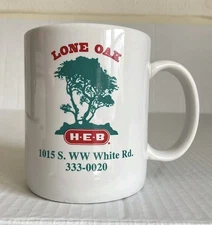 LONE OAK
H-E-B
1015 S. WW White Rd.
333-0020